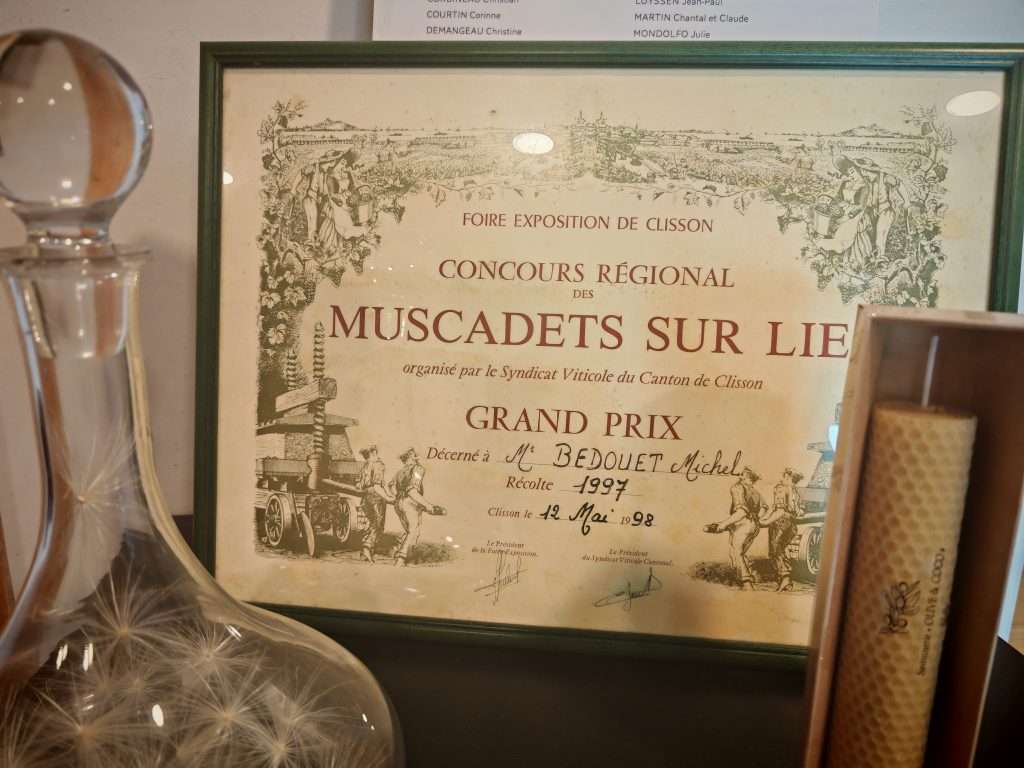 COURTIN Corinne
DEMANGEAU Christine
LUYSSEN Jean-Paul
MARTIN Chantal et Claude
MONDOLFO Julie
FOIRE EXPOSITION DE CLISSON
CONCOURS RÉGIONAL
DES
MUSCADETS SUR LIE
organisé par le Syndicat Viticole du Canton de Clisson
GRAND PRIX
Décerné à Mr BEDOUET Michel
Récolte 1997
Clisson le 12 Mai 1998
Le Président
de la Foire Exposition.
Le Président
du Syndicat Viticole Cantonal.
OLIVE & COCO